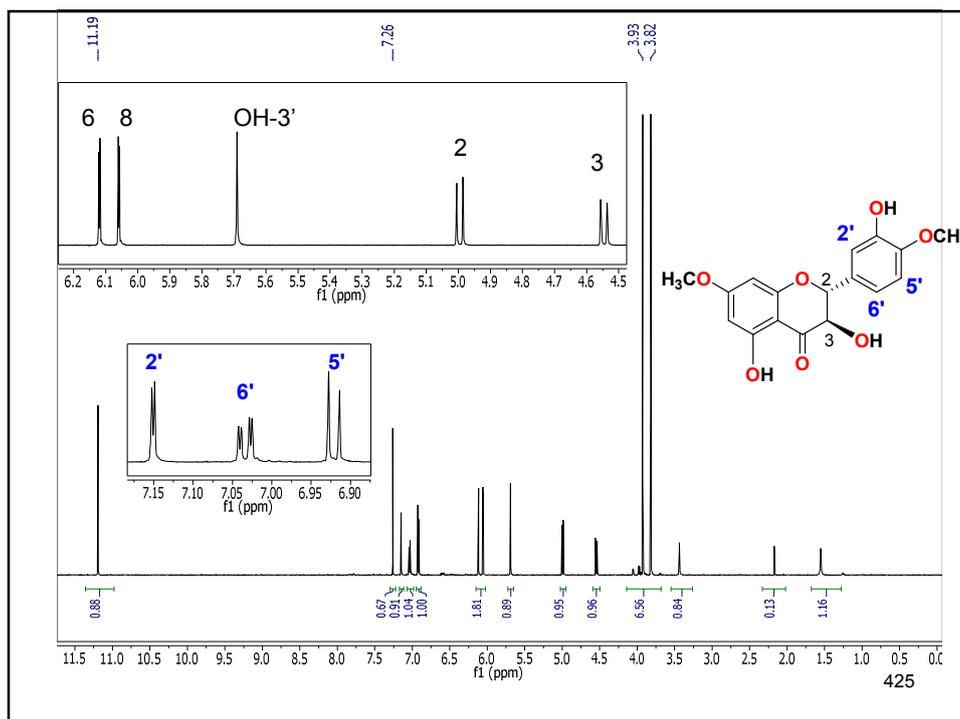 11.19 7.26 3.93 3.82
6 8 OH-3' 2 3
6.2 6.1 6.0 5.9 5.8 5.7 5.6 5.5 5.4 5.3 5.2 5.1 5.0 4.9 4.8 4.7 4.6 4.5
f1 (ppm)
OH
2' OCH
H3CO O 2 5'
6'
3 OH
OH O
2' 6' 5'
7.15 7.10 7.05 7.00 6.95 6.90
f1 (ppm)
0.88 0.67 0.91 1.04 1.00 1.81 0.89 0.95 0.96 6.56 0.84 0.13 1.16
11.5 11.0 10.5 10.0 9.5 9.0 8.5 8.0 7.5 7.0 6.5 6.0 5.5 5.0 4.5 4.0 3.5 3.0 2.5 2.0 1.5 1.0 0.5 0.0
f1 (ppm)
425